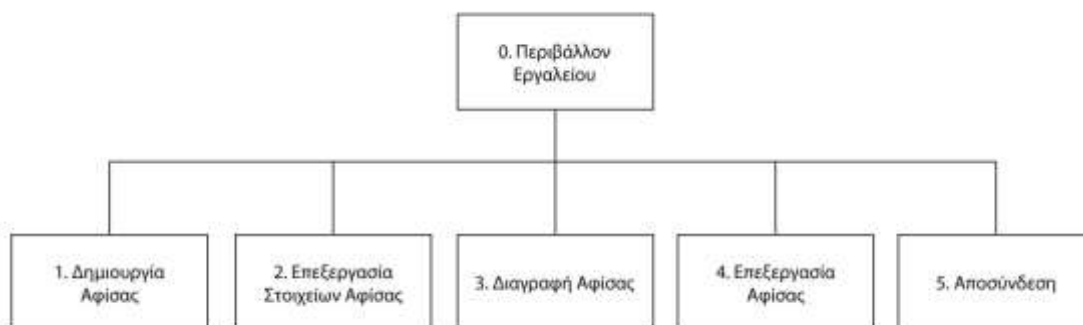 0. Περιβάλλον
Εργαλείου
1. Δημιουργία
Αφίσας
2. Επεξεργασία
Στοιχείων Αφίσας
3. Διαγραφή Αφίσας
4. Επεξεργασία
Αφίσας
5. Αποσύνδεση